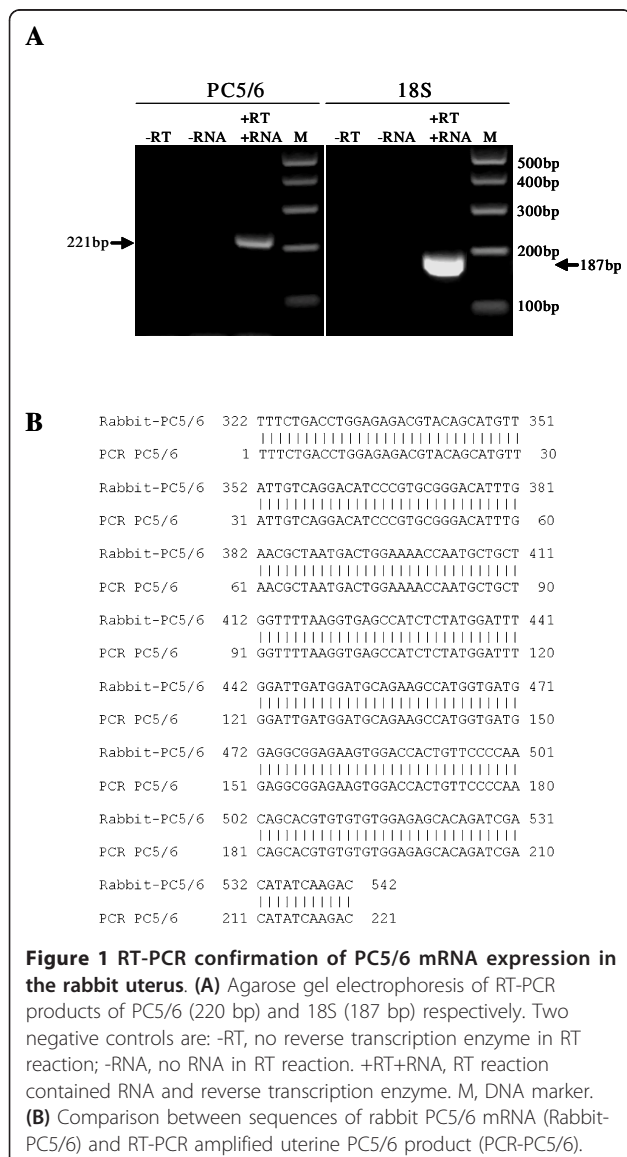 A
PC5/6 18S
+RT +RT
-RT -RNA +RNA M -RT -RNA +RNA M
500bp
400bp
300bp
221bp
200bp
187bp
100bp
B
Rabbit-PC5/6 322 TTTCTGACCTGGAGAGACGTACAGCATGTT 351
||||||||||||||||||||||||||||||
PCR PC5/6 1 TTTCTGACCTGGAGAGACGTACAGCATGTT 30
Rabbit-PC5/6 352 ATTGTCAGGACATCCCGTGCGGGACATTTG 381
||||||||||||||||||||||||||||||
PCR PC5/6 31 ATTGTCAGGACATCCCGTGCGGGACATTTG 60
Rabbit-PC5/6 382 AACGCTAATGACTGGAAAACCAATGCTGCT 411
||||||||||||||||||||||||||||||
PCR PC5/6 61 AACGCTAATGACTGGAAAACCAATGCTGCT 90
Rabbit-PC5/6 412 GGTTTTAAGGTGAGCCATCTCTATGGATTT 441
||||||||||||||||||||||||||||||
PCR PC5/6 91 GGTTTTAAGGTGAGCCATCTCTATGGATTT 120
Rabbit-PC5/6 442 GGATTGATGGATGCAGAAGCCATGGTGATG 471
||||||||||||||||||||||||||||||
PCR PC5/6 121 GGATTGATGGATGCAGAAGCCATGGTGATG 150
Rabbit-PC5/6 472 GAGGCGGAGAAGTGGACCACTGTTCCCCAA 501
||||||||||||||||||||||||||||||
PCR PC5/6 151 GAGGCGGAGAAGTGGACCACTGTTCCCCAA 180
Rabbit-PC5/6 502 CAGCACGTGTGTGTGGAGAGCACAGATCGA 531
||||||||||||||||||||||||||||||
PCR PC5/6 181 CAGCACGTGTGTGTGGAGAGCACAGATCGA 210
Rabbit-PC5/6 532 CATATCAAGAC 542
|||||||||||
PCR PC5/6 211 CATATCAAGAC 221
Figure 1 RT-PCR confirmation of PC5/6 mRNA expression in
the rabbit uterus. (A) Agarose gel electrophoresis of RT-PCR
products of PC5/6 (220 bp) and 18S (187 bp) respectively. Two
negative controls are: -RT, no reverse transcription enzyme in RT
reaction; -RNA, no RNA in RT reaction. +RT+RNA, RT reaction
contained RNA and reverse transcription enzyme. M, DNA marker.
(B) Comparison between sequences of rabbit PC5/6 mRNA (Rabbit-
PC5/6) and RT-PCR amplified uterine PC5/6 product (PCR-PC5/6).